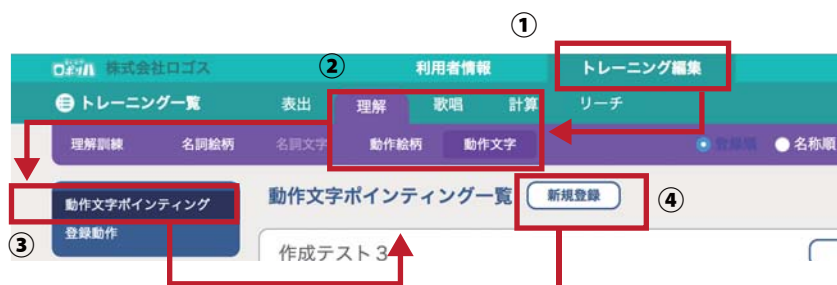 ①
株式会社ロゴス ② 利用者情報 トレーニング編集
トレーニング一覧 表出 理解 歌唱 計算 リーチ
理解訓練 名詞絵柄 名詞文字 動作絵柄 動作文字 登録順 名称順
動作文字ポインティング 動作文字ポインティング一覧 新規登録 ④
③ 登録動作
作成テスト3